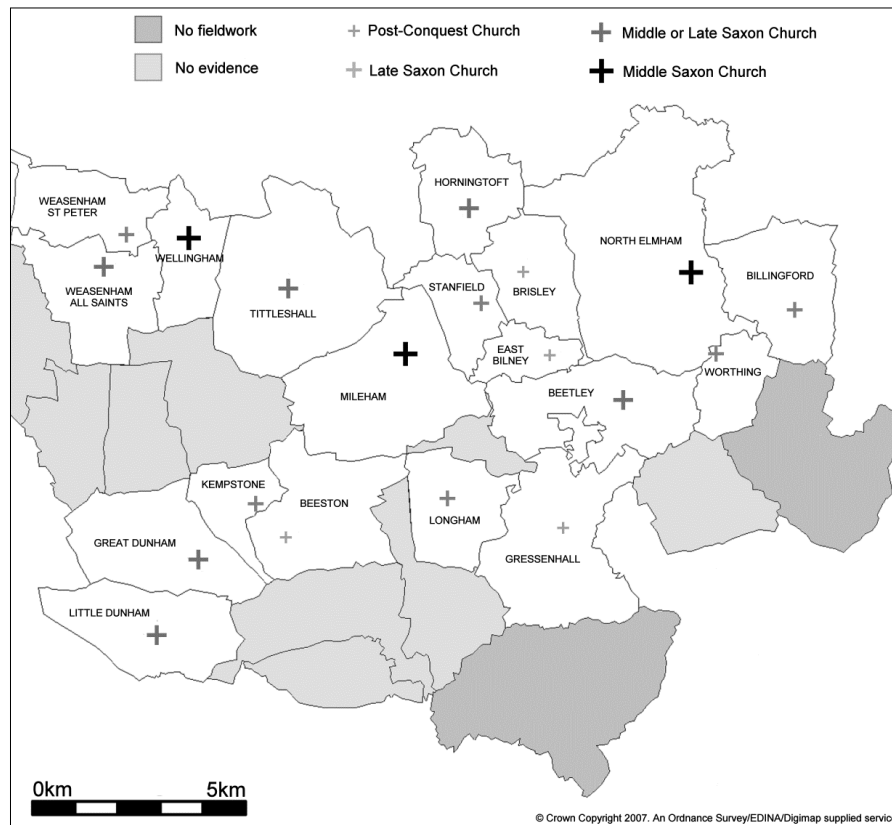 No fieldwork
Post-Conquest Church
Middle or Late Saxon Church
No evidence
Late Saxon Church
Middle Saxon Church
HORNINGTOFT
WEASENHAM
ST PETER
NORTH ELMHAM
WELLINGHAM
BILLINGFORD
STANFIELD
BRISLEY
WEASENHAM
ALL SAINTS
TITTLESHALL
EAST
BILNEY
WORTHING
MILEHAM
BEETLEY
KEMPSTONE
BEESTON
LONGHAM
GREAT DUNHAM
GRESSENHALL
LITTLE DUNHAM
0km
5km
© Crown Copyright 2007. An Ordnance Survey/EDINA/Digimap supplied servic